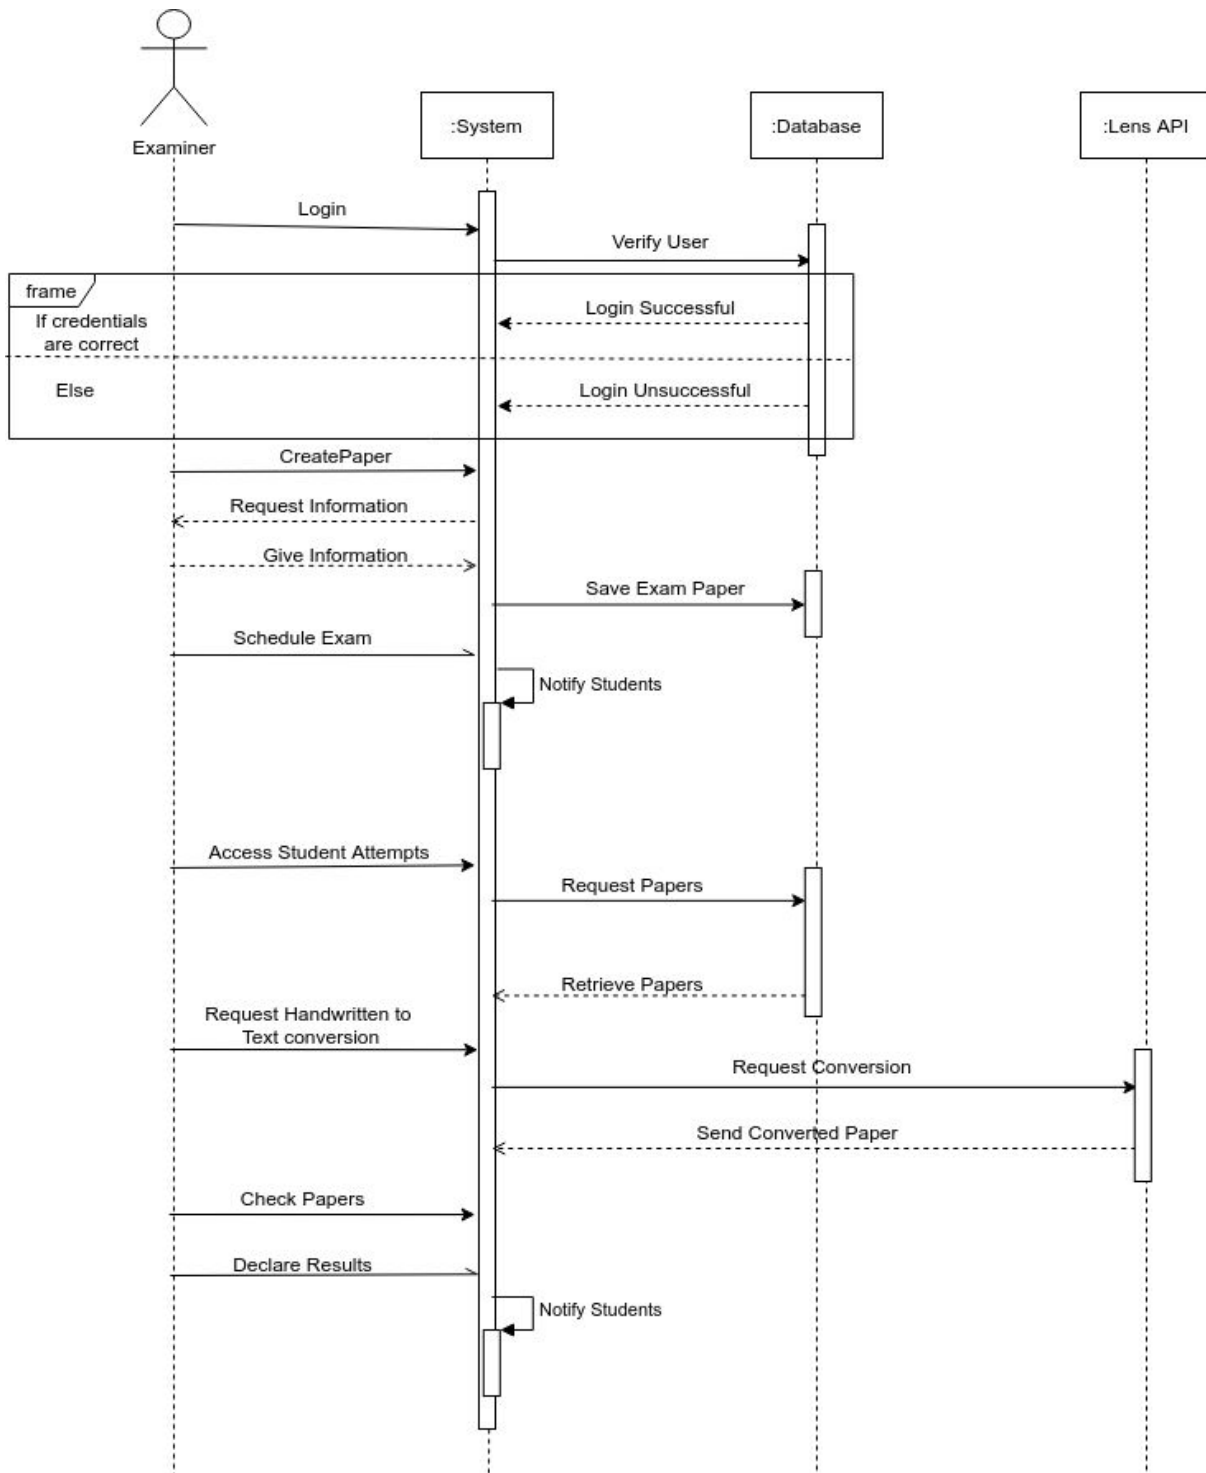 :System
:Database
:Lens API
Examiner
Login
Verify User
frame
Login Successful
If credentials
are correct
Else
Login Unsuccessful
CreatePaper
Request Information
Give Information
Save Exam Paper
Schedule Exam
Notify Students
Access Student Attempts
Request Papers
Retrieve Papers
Request Handwritten to
Text conversion
Request Conversion
Send Converted Paper
Check Papers
Declare Results
Notify Students